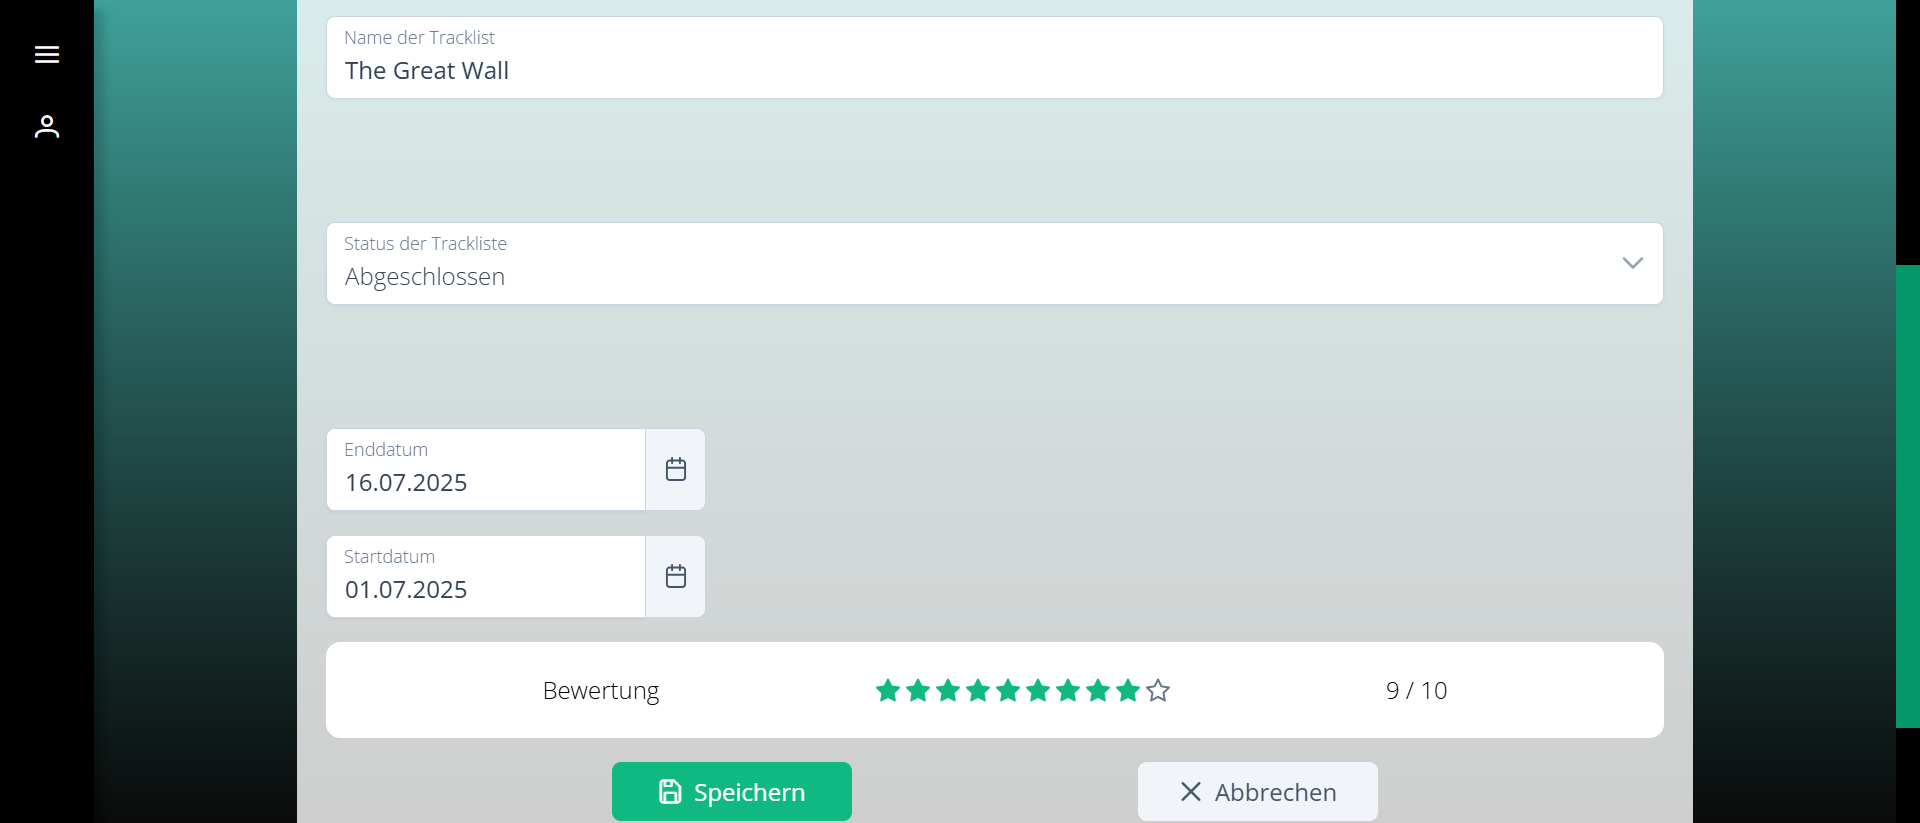 Name der Tracklist
The Great Wall
Status der Trackliste
Abgeschlossen
Enddatum
16.07.2025
Startdatum
01.07.2025
Bewertung 9 / 10
Speichern Abbrechen